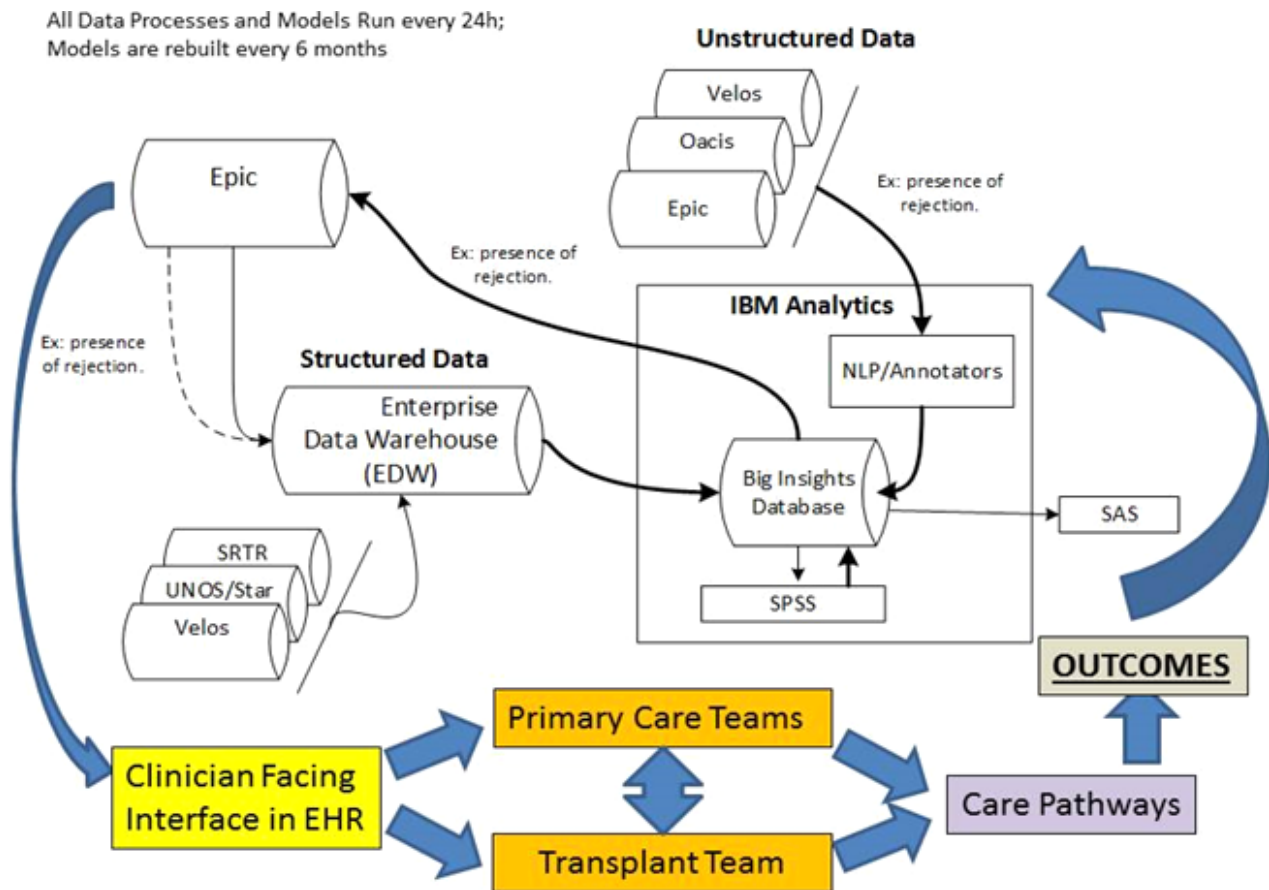 All Data Processes and Models Run every 24h;
Models are rebuilt every 6 months
Unstructured Data
Velos
Oacis
Epic
Ex: presence of
rejection.
Epic
Ex: presence of
rejection.
IBM Analytics
NLP/Annotators
Ex: presence
of rejection.
Structured Data
Enterprise
Data Warehouse
(EDW)
Big Insights
Database
SAS
SPSS
SRTR
UNOS/Star
Velos
OUTCOMES
Primary Care Teams
Clinician Facing
Interface in EHR
Care Pathways
Transplant Team